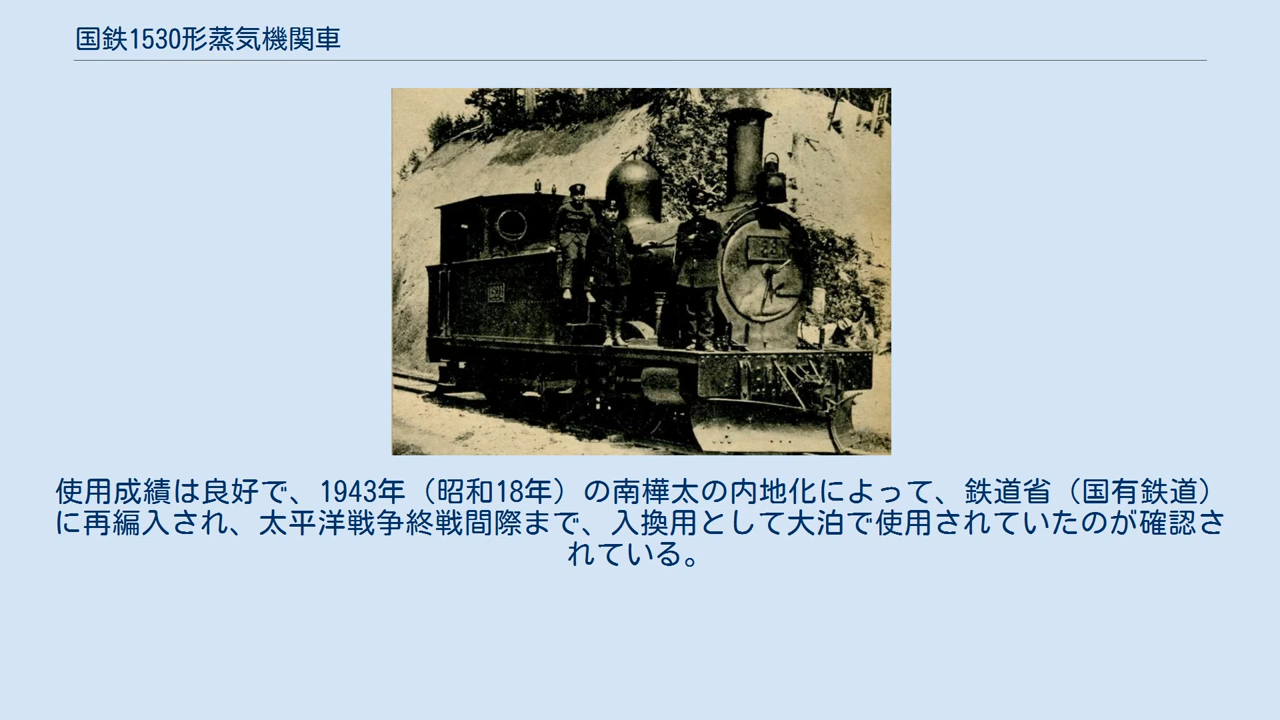 国鉄1530形蒸気機関車
使用成績は良好で、1943年（昭和18年）の南樺太の内地化によって、鉄道省（国有鉄道）
に再編入され、太平洋戦争終戦間際まで、入換用として大泊で使用されていたのが確認さ
れている。